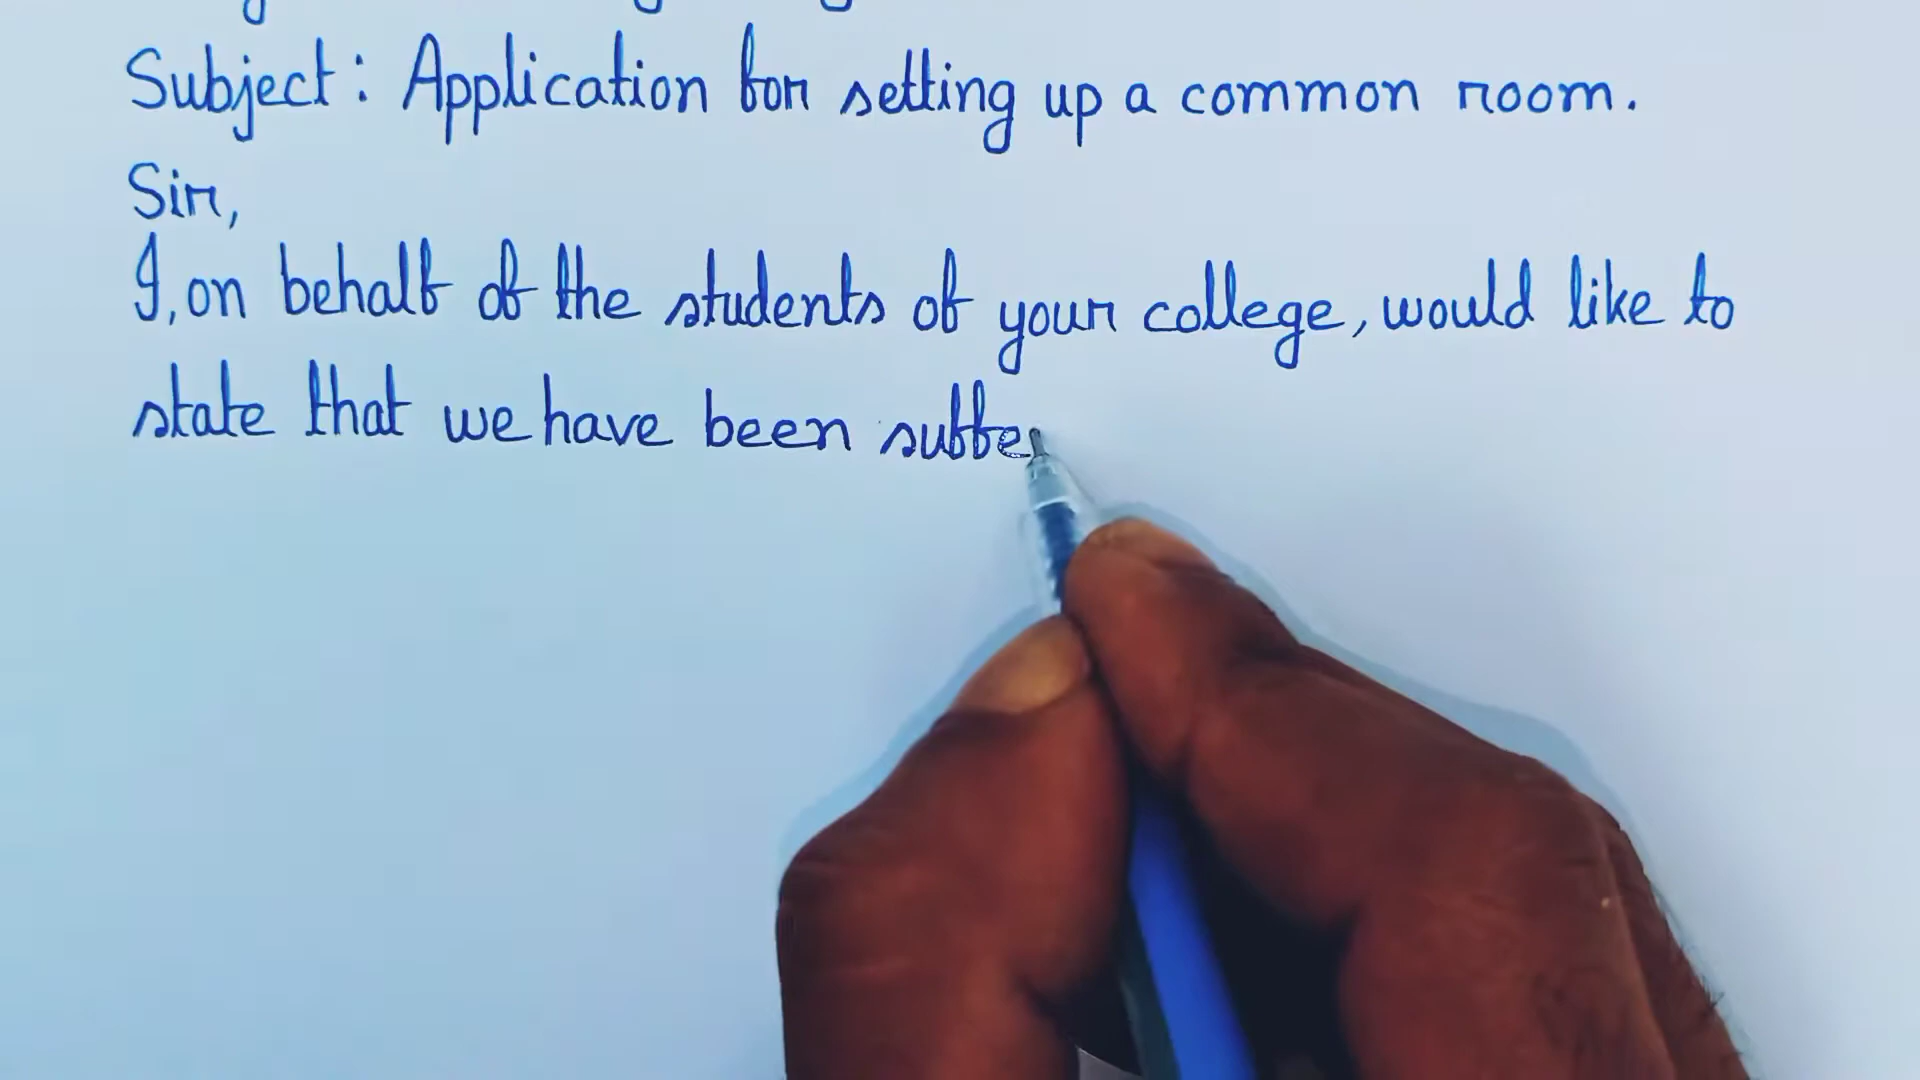 Subject: Application for setting up a common room.
Sir,
I, on behalf of the students of your college, would like to
state that we have been suffe